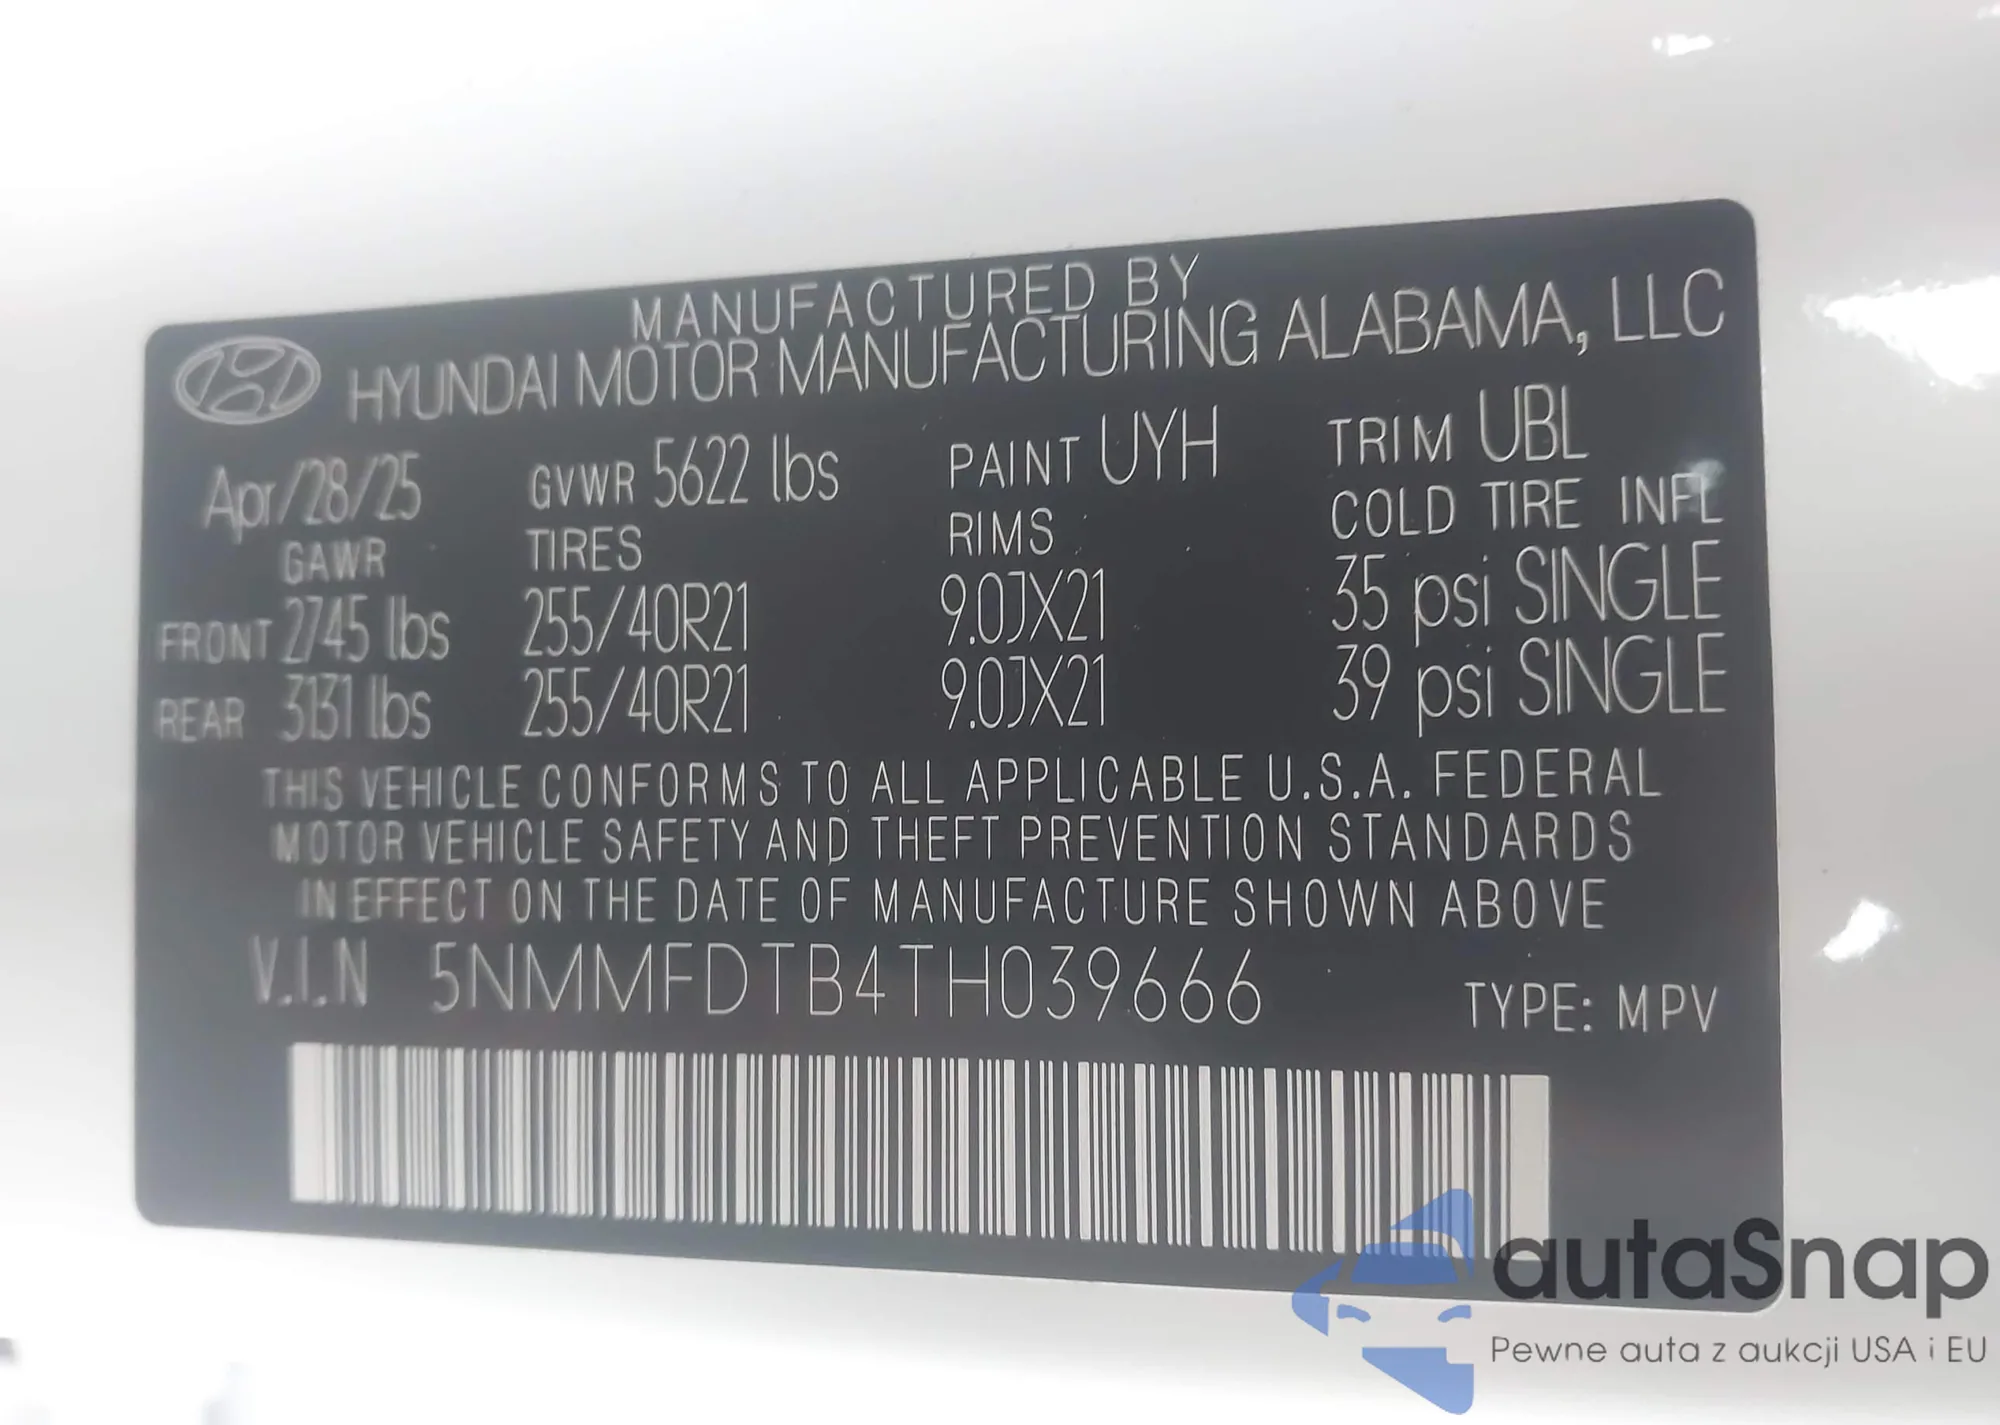 MANUFACTURED BY
HYUNDAI MOTOR MANUFACTURING ALABAMA, LLC
Apr/28/25 GVWR 5622 lbs PAINT UYH TRIM UBL
GAWR TIRES RIMS COLD TIRE INFL
FRONT 2745 lbs 255/40R21 9.0JX21 35 psi SINGLE
REAR 3131 lbs 255/40R21 9.0JX21 39 psi SINGLE
THIS VEHICLE CONFORMS TO ALL APPLICABLE U.S.A. FEDERAL
MOTOR VEHICLE SAFETY AND THEFT PREVENTION STANDARDS
IN EFFECT ON THE DATE OF MANUFACTURE SHOWN ABOVE
V.I.N 5NMMFDTB4TH039666 TYPE: MPV
autaSnap
Pewne auta z aukcji USA i EU